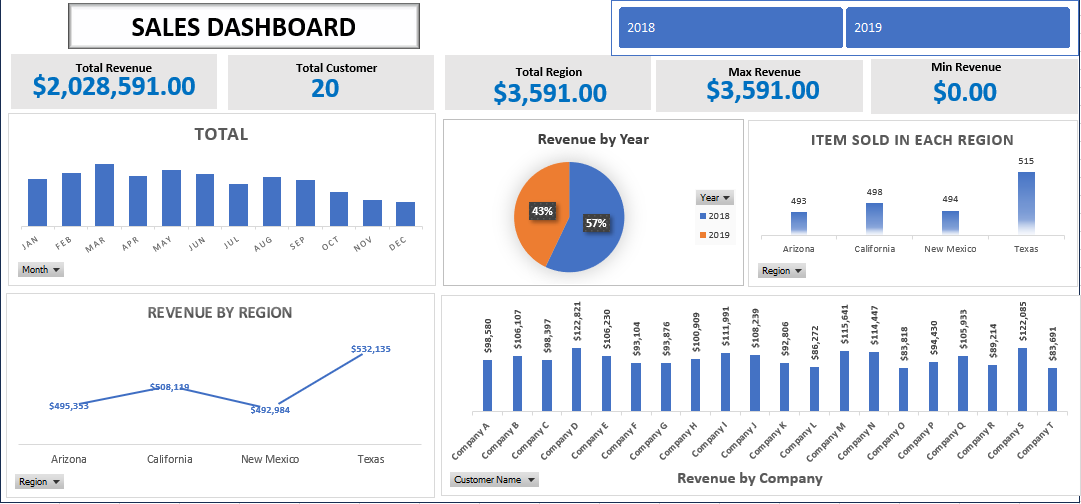 SALES DASHBOARD
2018
2019
Total Revenue
$2,028,591.00
Total Customer
20
Total Region
$3,591.00
Max Revenue
$3,591.00
Min Revenue
$0.00
TOTAL
JAN FEB MAR APR MAY JUN JUL AUG SEP OCT NOV DEC
Month
Revenue by Year
43%
57%
Year
2018
2019
ITEM SOLD IN EACH REGION
493 498 494 515
Arizona California New Mexico Texas
Region
REVENUE BY REGION
$495,353 $508,119 $492,984 $532,135
Arizona California New Mexico Texas
Region
$98,580 $106,107 $98,397 $122,821 $106,230 $93,104 $93,876 $100,909 $111,991 $108,239 $92,806 $86,272 $115,641 $114,447 $83,818 $94,430 $105,933 $89,214 $122,085 $83,691
Company A Company B Company C Company D Company E Company F Company G Company H Company I Company J Company K Company L Company M Company N Company O Company P Company Q Company R Company S Company T
Customer Name
Revenue by Company